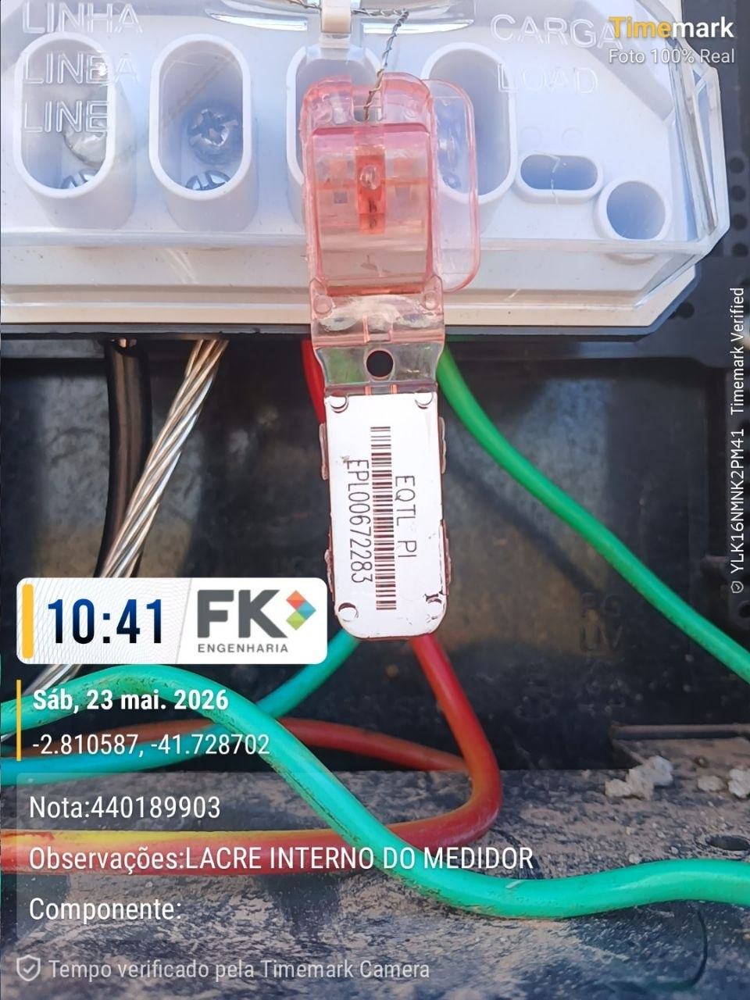 LINHA
LINEA
LINE
CARGA
LOAD
Timemark
Foto 100% Real
EQTL PI
EPL00672283
YLK16NMNK2PM41 Timemark Verified
10:41
FK
ENGENHARIA
Sáb, 23 mai. 2026
-2.810587, -41.728702
Nota:440189903
Observações:LACRE INTERNO DO MEDIDOR
Componente:
Tempo verificado pela Timemark Camera